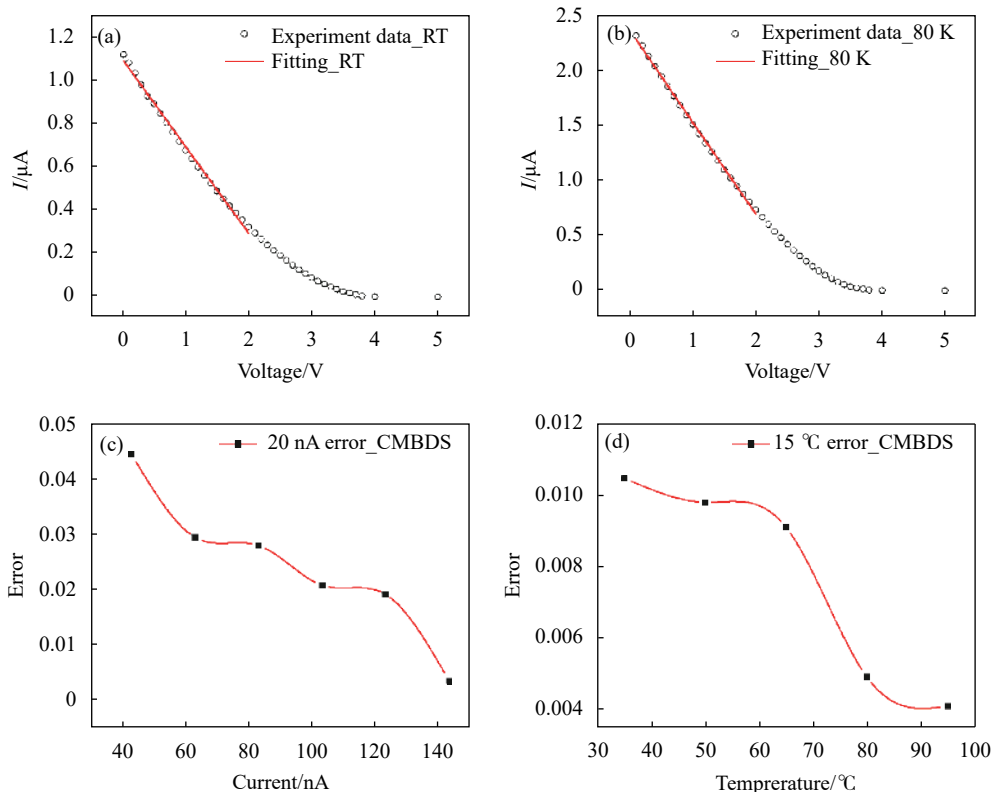 (a)
Experiment data_RT
Fitting_RT
1.2
1.0
0.8
0.6
0.4
0.2
0
I/μA
0 1 2 3 4 5
Voltage/V
(b)
Experiment data_80 K
Fitting_80 K
2.5
2.0
1.5
1.0
0.5
0
I/μA
0 1 2 3 4 5
Voltage/V
(c)
20 nA error_CMBDS
0.05
0.04
0.03
0.02
0.01
0
Error
40 60 80 100 120 140
Current/nA
(d)
15 ℃ error_CMBDS
0.012
0.010
0.008
0.006
0.004
Error
30 40 50 60 70 80 90 100
Temprerature/℃